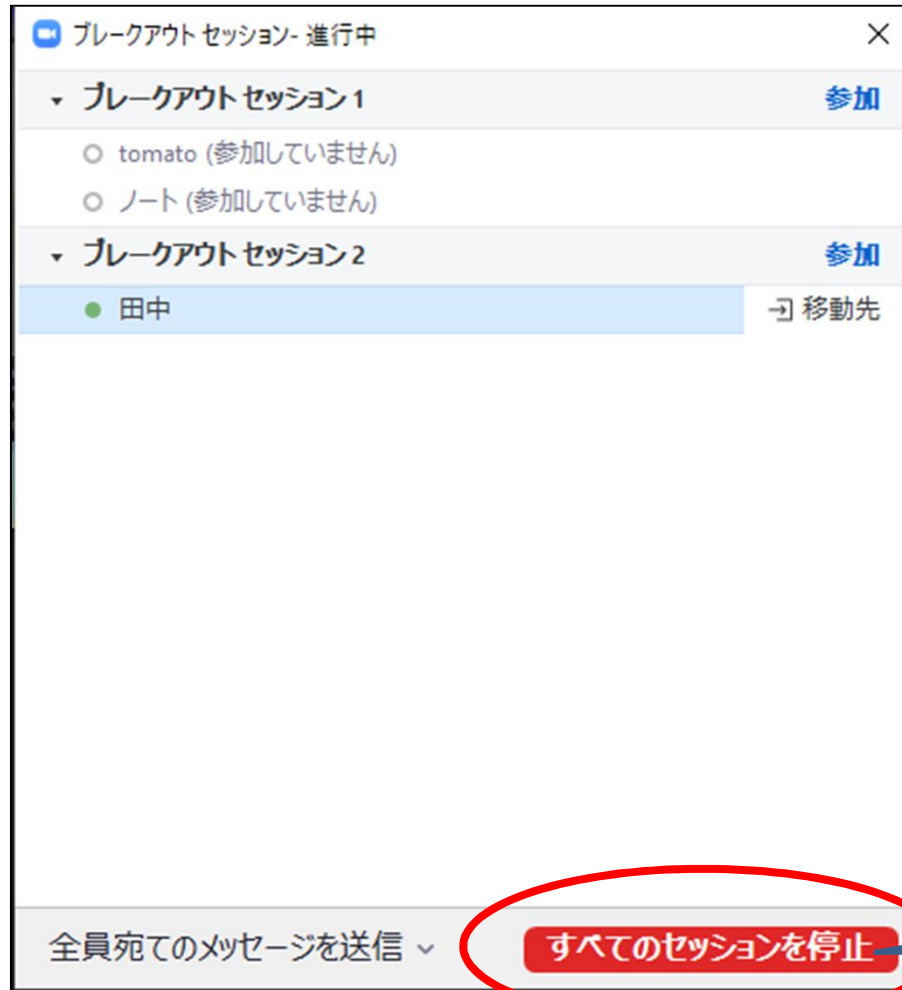 ブレークアウト セッション- 進行中
ブレークアウト セッション 1 参加
tomato (参加していません)
ノート (参加していません)
ブレークアウト セッション 2 参加
田中 移動先
全員宛てのメッセージを送信 すべてのセッションを停止